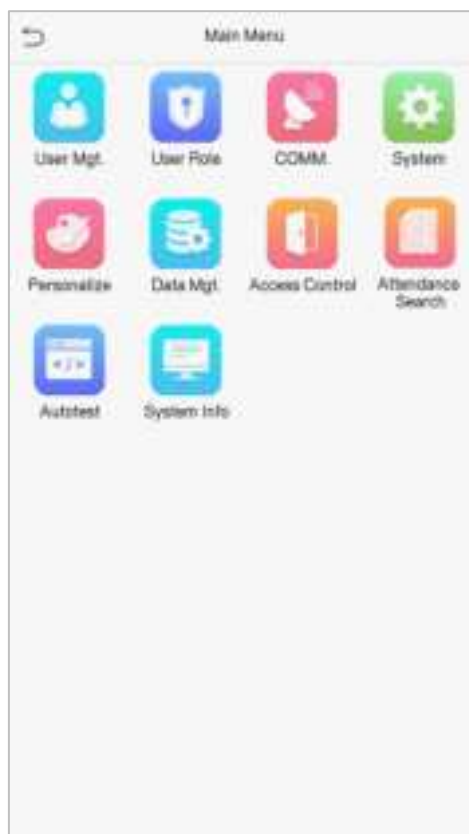 Main Menu
User Mgt.
User Role
COMM.
System
Personalize
Data Mgt.
Access Control
Attendance
Search
Autotest
System Info